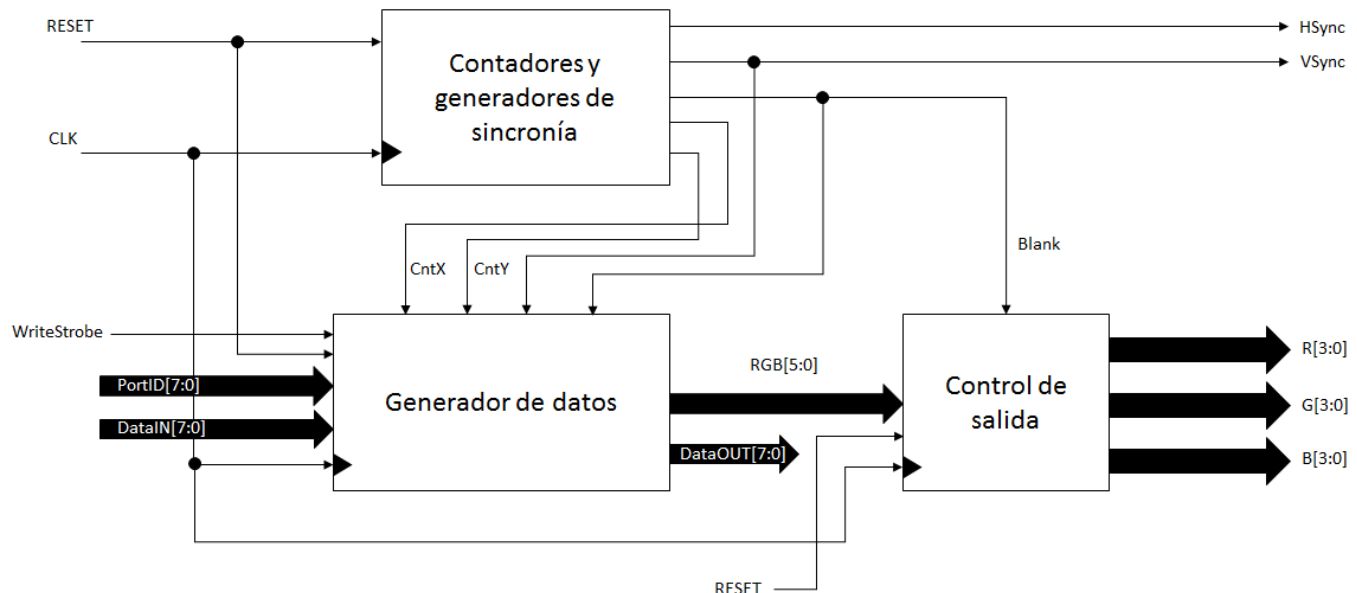 RESET
HSync
Contadores y
generadores de
sincronía
VSync
CLK
CntX
CntY
Blank
WriteStrobe
PortID[7:0]
DataIN[7:0]
Generador de datos
RGB[5:0]
DataOUT[7:0]
Control de
salida
R[3:0]
G[3:0]
B[3:0]
RESET